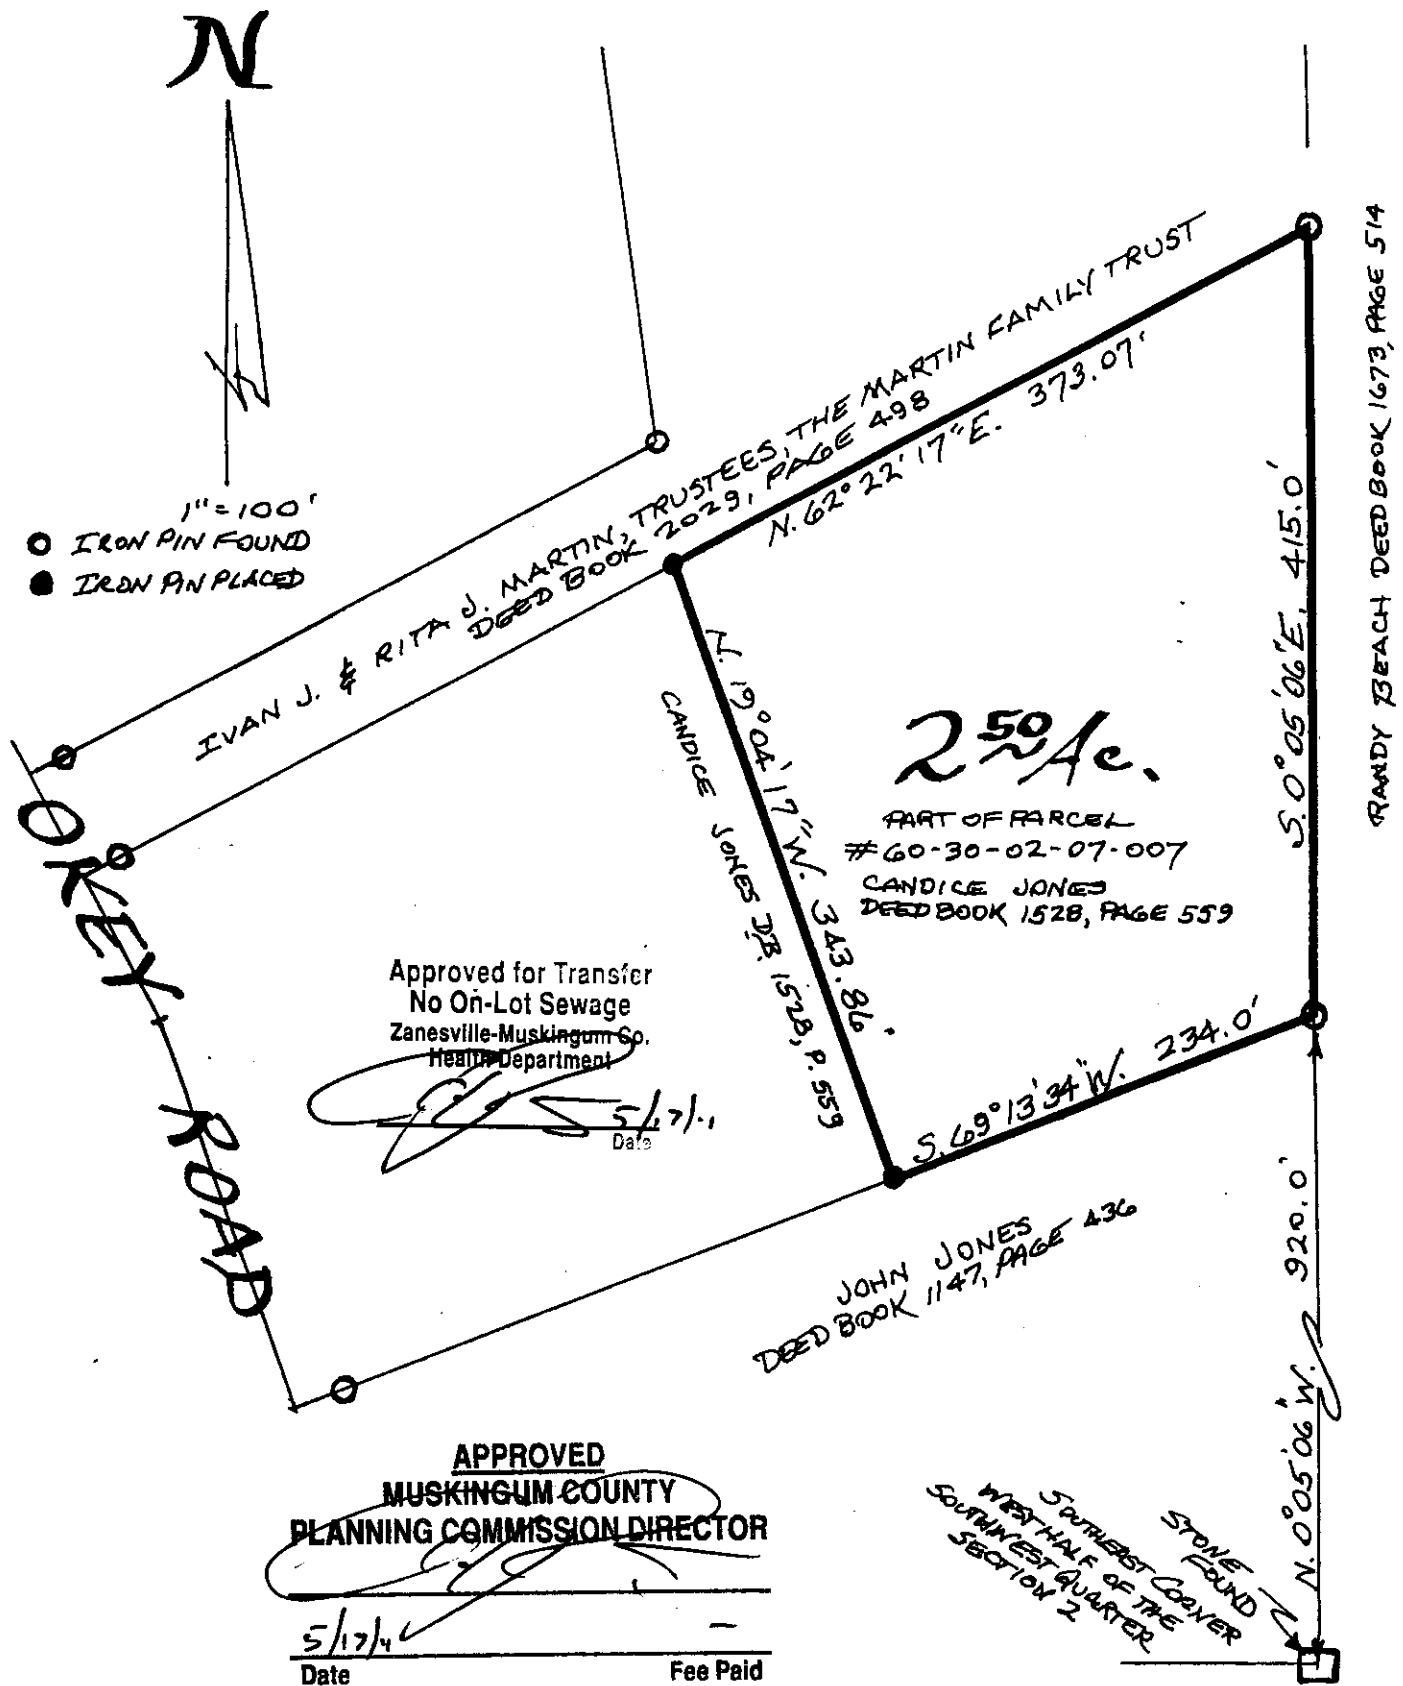 N
1"=100'
IRON PIN FOUND
IRON PIN PLACED
IVAN J. & RITA J. MARTIN, TRUSTEES, THE MARTIN FAMILY TRUST
DEED BOOK 2029, PAGE 498
N. 62° 22' 17" E. 373.07'
RANDY BEACH DEED BOOK 1673, PAGE 514
S. 0° 05' 06" E. 415.0'
N. 19° 04' 17" W. 343.86'
CANDICE JONES D.B. 1528, P. 559
2 50 Ac.
PART OF PARCEL
#60-30-02-07-007
CANDICE JONES
DEED BOOK 1528, PAGE 559
OKEY ROAD
Approved for Transfer
No On-Lot Sewage
Zanesville-Muskingum Co.
Health Department
Date
S. 69° 13' 34" W. 234.0'
JOHN JONES
DEED BOOK 1147, PAGE 436
N. 0° 05' 06" W. 920.0'
STONE
FOUND
SOUTHEAST CORNER
WEST HALF OF THE
SOUTHWEST QUARTER
SECTION 2
APPROVED
MUSKINGUM COUNTY
PLANNING COMMISSION DIRECTOR
–
Date Fee Paid